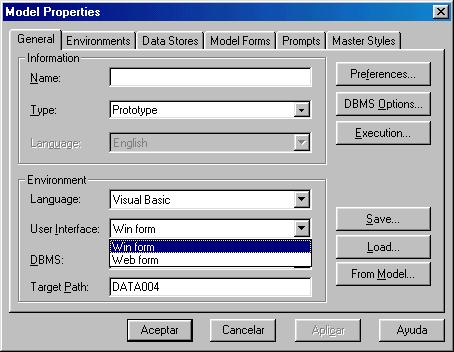 Model Properties
General Environments Data Stores Model Forms Prompts Master Styles
Information
Name:
Type: Prototype
Language: English
Preferences...
DBMS Options...
Execution...
Environment
Language: Visual Basic
User Interface: Win form
Win form
Web form
DBMS:
Target Path: DATA004
Save...
Load...
From Model...
Aceptar Cancelar Aplicar Ayuda